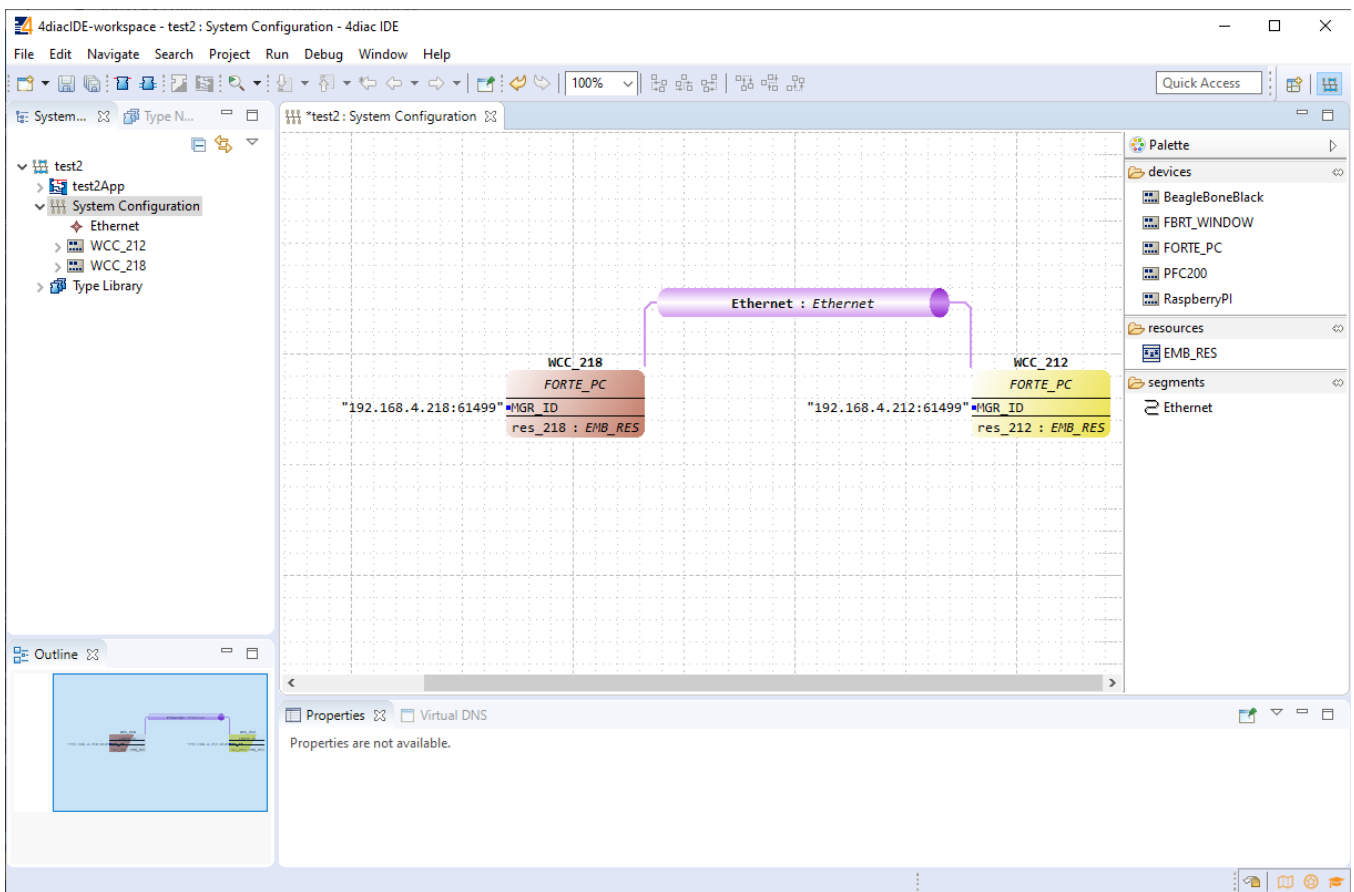 4diacIDE-workspace - test2 : System Configuration - 4diac IDE
File Edit Navigate Search Project Run Debug Window Help
100%
Quick Access
System...
Type N...
test2
test2App
System Configuration
Ethernet
WCC_212
WCC_218
Type Library
*test2 : System Configuration
Ethernet : Ethernet
WCC_218
FORTE_PC
"192.168.4.218:61499" MGR_ID
res_218 : EMB_RES
WCC_212
FORTE_PC
"192.168.4.212:61499" MGR_ID
res_212 : EMB_RES
Palette
devices
BeagleBoneBlack
FBRT_WINDOW
FORTE_PC
PFC200
RaspberryPI
resources
EMB_RES
segments
Ethernet
Outline
Properties
Virtual DNS
Properties are not available.